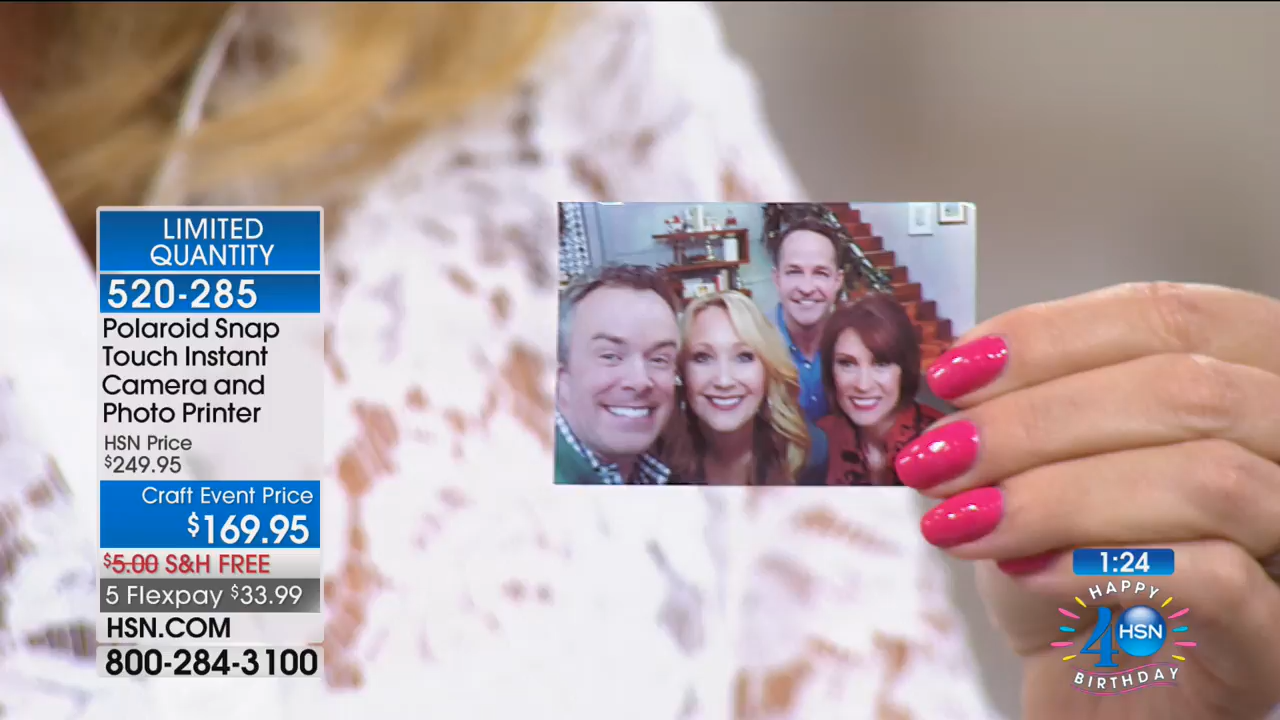 LIMITED
QUANTITY
520-285
Polaroid Snap
Touch Instant
Camera and
Photo Printer
HSN Price
$249.95
Craft Event Price
$169.95
$5.00 S&H FREE
5 Flexpay $33.99
HSN.COM
800-284-3100
1:24
HAPPY
40
HSN
BIRTHDAY